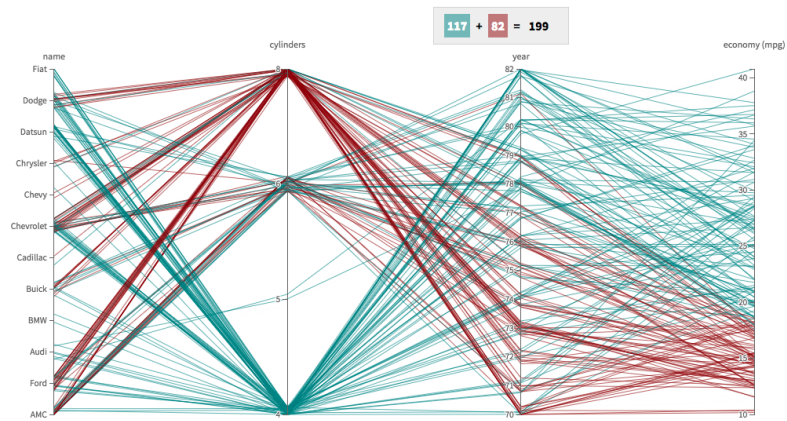 117 + 82 = 199
name
cylinders
year
economy (mpg)
Fiat
Dodge
Datsun
Chrysler
Chevy
Chevrolet
Cadillac
Buick
BMW
Audi
Ford
AMC
8
6
5
4
82
81
80
79
78
77
76
75
74
73
72
71
70
40
35
30
25
20
15
10